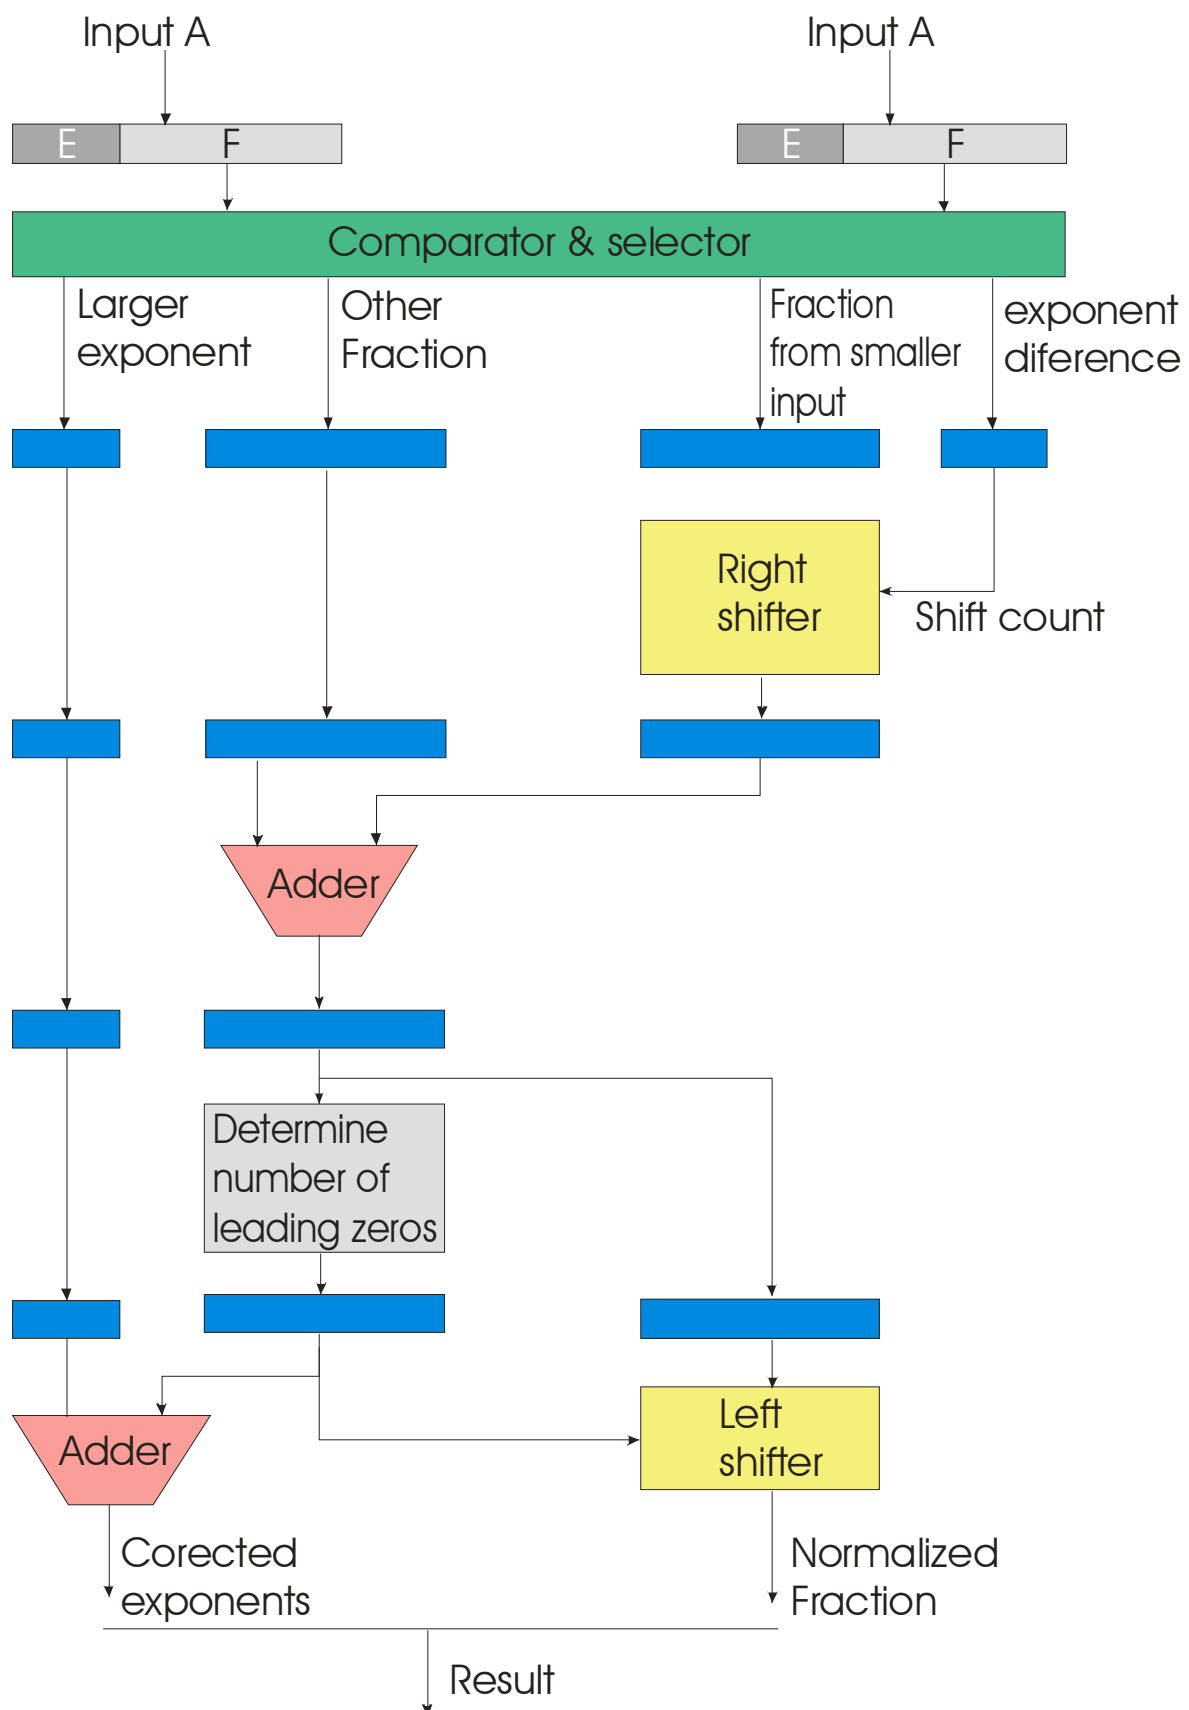 Input A
Input A
E
F
E
F
Comparator & selector
Larger
exponent
Other
Fraction
Fraction
from smaller
input
exponent
diference
Right
shifter
Shift count
Adder
Determine
number of
leading zeros
Adder
Left
shifter
Corected
exponents
Normalized
Fraction
Result